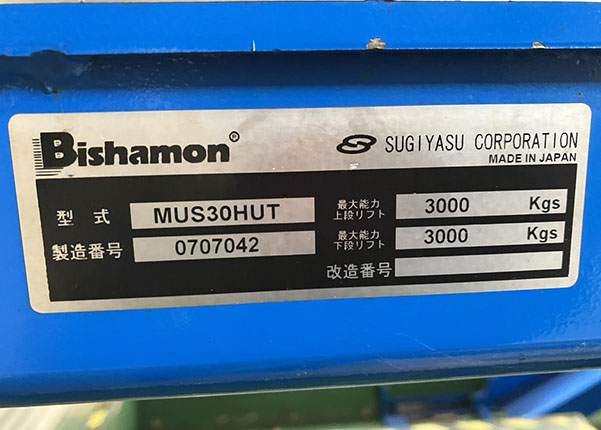 Bishamon®
SUGIYASU CORPORATION
MADE IN JAPAN
型式 MUS30HUT
製造番号 0707042
最大能力
上段リフト 3000 Kgs
最大能力
下段リフト 3000 Kgs
改造番号